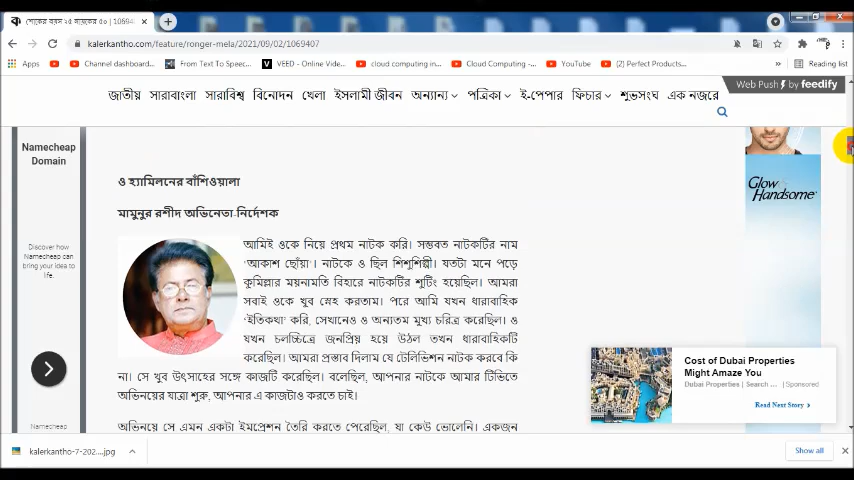 শাকের বয়স ২৫ সাজঁকের ৫০ | 10694
kalerkantho.com/feature/ronger-mela/2021/09/02/1069407
Apps
Channel dashboard...
From Text To Speec...
VEED - Online Vide...
cloud computing in...
Cloud Computing -...
YouTube
(2) Perfect Products...
»
Reading list
Web Push by feedify
জাতীয় সারাবাংলা সারাবিশ্ব বিনোদন খেলা ইসলামী জীবন অন্যান্য পত্রিকা ই-পেপার ফিচার শুভসংঘ এক নজরে
Namecheap
Domain
Discover how
Namecheap can
bring your idea to
life.
Namecheap
ও হ্যামিলনের বাঁশিওয়ালা
মামুনুর রশীদ অভিনেতা-নির্দেশক
আমিই ওকে নিয়ে প্রথম নাটক করি। সম্ভবত নাটকটির নাম
'আকাশ ছোঁয়া'। নাটকে ও ছিল শিশুশিল্পী। যতটা মনে পড়ে
কুমিল্লার ময়নামতি বিহারে নাটকটির শুটিং হয়েছিল। আমরা
সবাই ওকে খুব স্নেহ করতাম। পরে আমি যখন ধারাবাহিক
'ইতিকথা' করি, সেখানেও ও অন্যতম মুখ্য চরিত্র করেছিল। ও
যখন চলচ্চিত্রে জনপ্রিয় হয়ে উঠল তখন ধারাবাহিকটি
করেছিল। আমরা প্রস্তাব দিলাম যে টেলিভিশন নাটক করবে কি
না। সে খুব উৎসাহের সঙ্গে কাজটি করেছিল। বলেছিল, আপনার নাটকে আমার টিভিতে
অভিনয়ের যাত্রা শুরু, আপনার এ কাজটাও করতে চাই।
অভিনয়ে সে এমন একটা ইমপ্রেশন তৈরি করতে পেরেছিল, যা কেউ ভোলেনি। একজন
Glow &
Handsome
Cost of Dubai Properties
Might Amaze You
Dubai Properties | Search ... | Sponsored
Read Next Story
kalerkantho-7-202....jpg
Show all